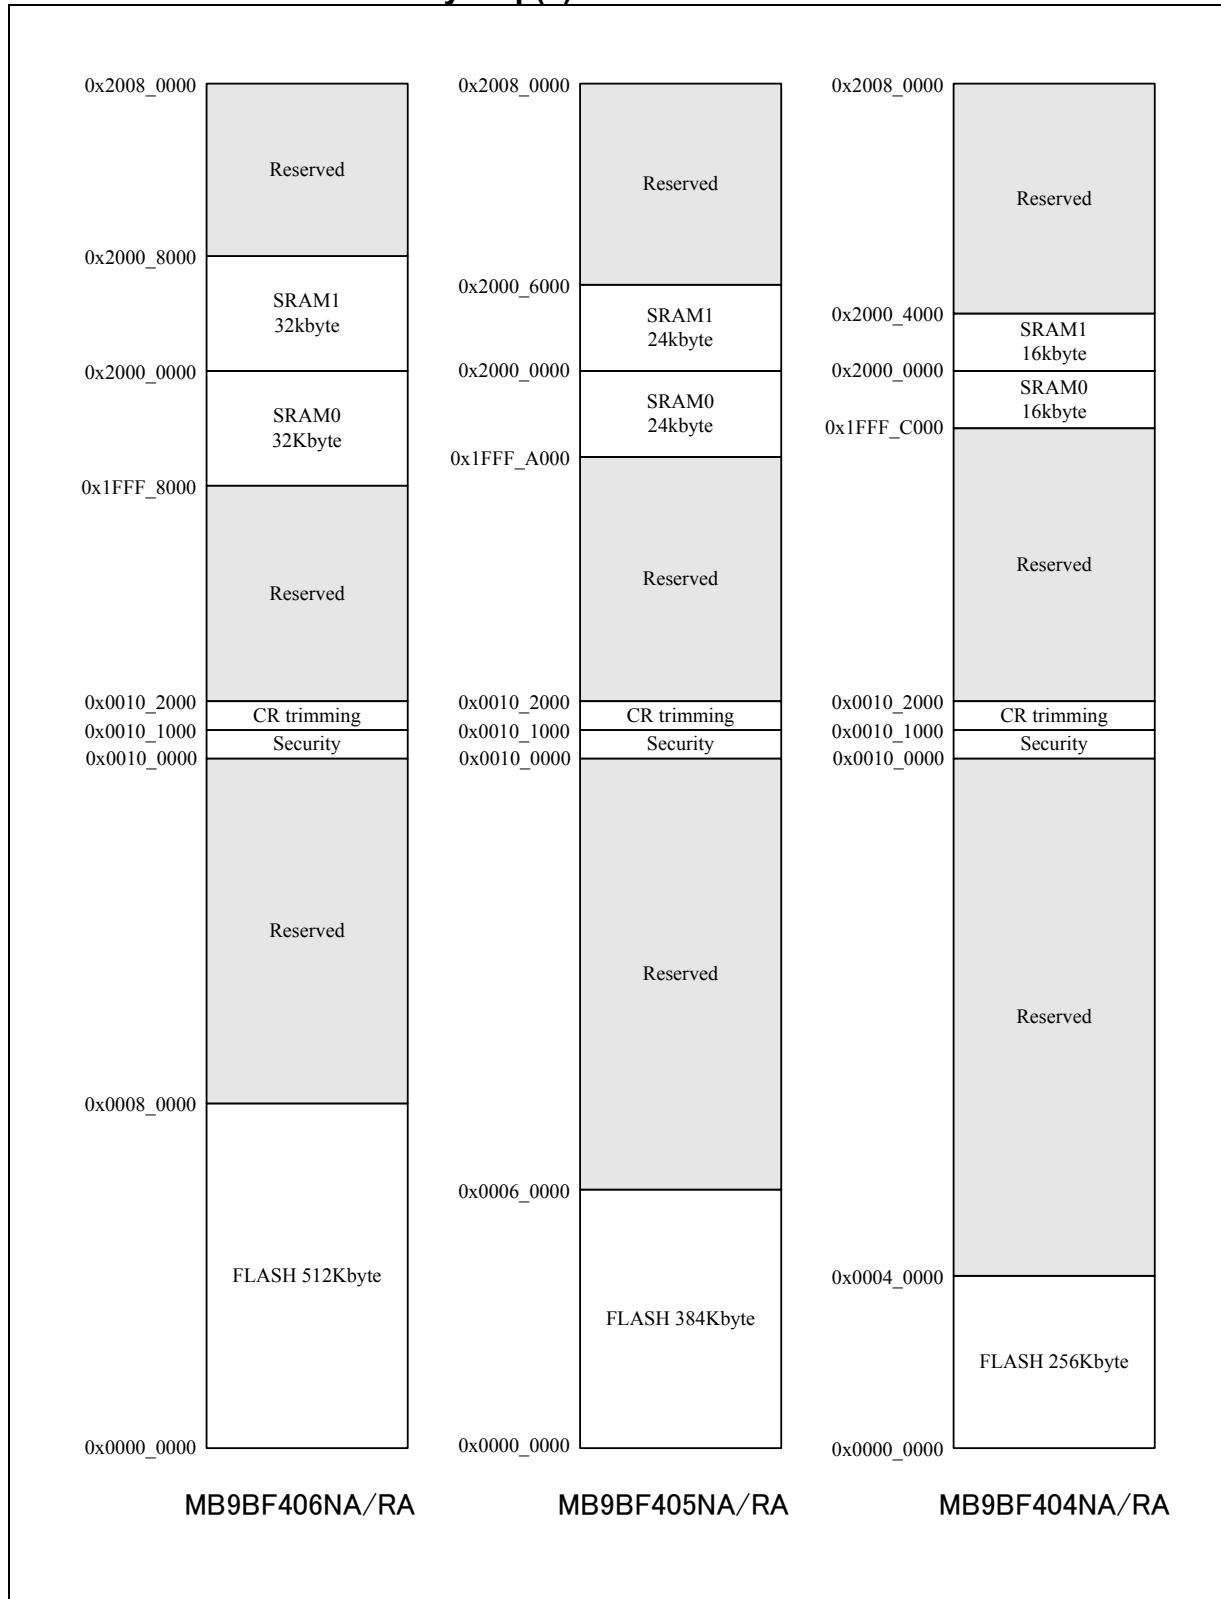 0x2008_0000
Reserved
0x2000_8000
SRAM1
32kbyte
0x2000_0000
SRAM0
32Kbyte
0x1FFF_8000
Reserved
0x0010_2000
CR trimming
0x0010_1000
Security
0x0010_0000
Reserved
0x0008_0000
FLASH 512Kbyte
0x0000_0000
MB9BF406NA/RA
0x2008_0000
Reserved
0x2000_6000
SRAM1
24kbyte
0x2000_0000
SRAM0
24kbyte
0x1FFF_A000
Reserved
0x0010_2000
CR trimming
0x0010_1000
Security
0x0010_0000
Reserved
0x0006_0000
FLASH 384Kbyte
0x0000_0000
MB9BF405NA/RA
0x2008_0000
Reserved
0x2000_4000
SRAM1
16kbyte
0x2000_0000
SRAM0
16kbyte
0x1FFF_C000
Reserved
0x0010_2000
CR trimming
0x0010_1000
Security
0x0010_0000
Reserved
0x0004_0000
FLASH 256Kbyte
0x0000_0000
MB9BF404NA/RA